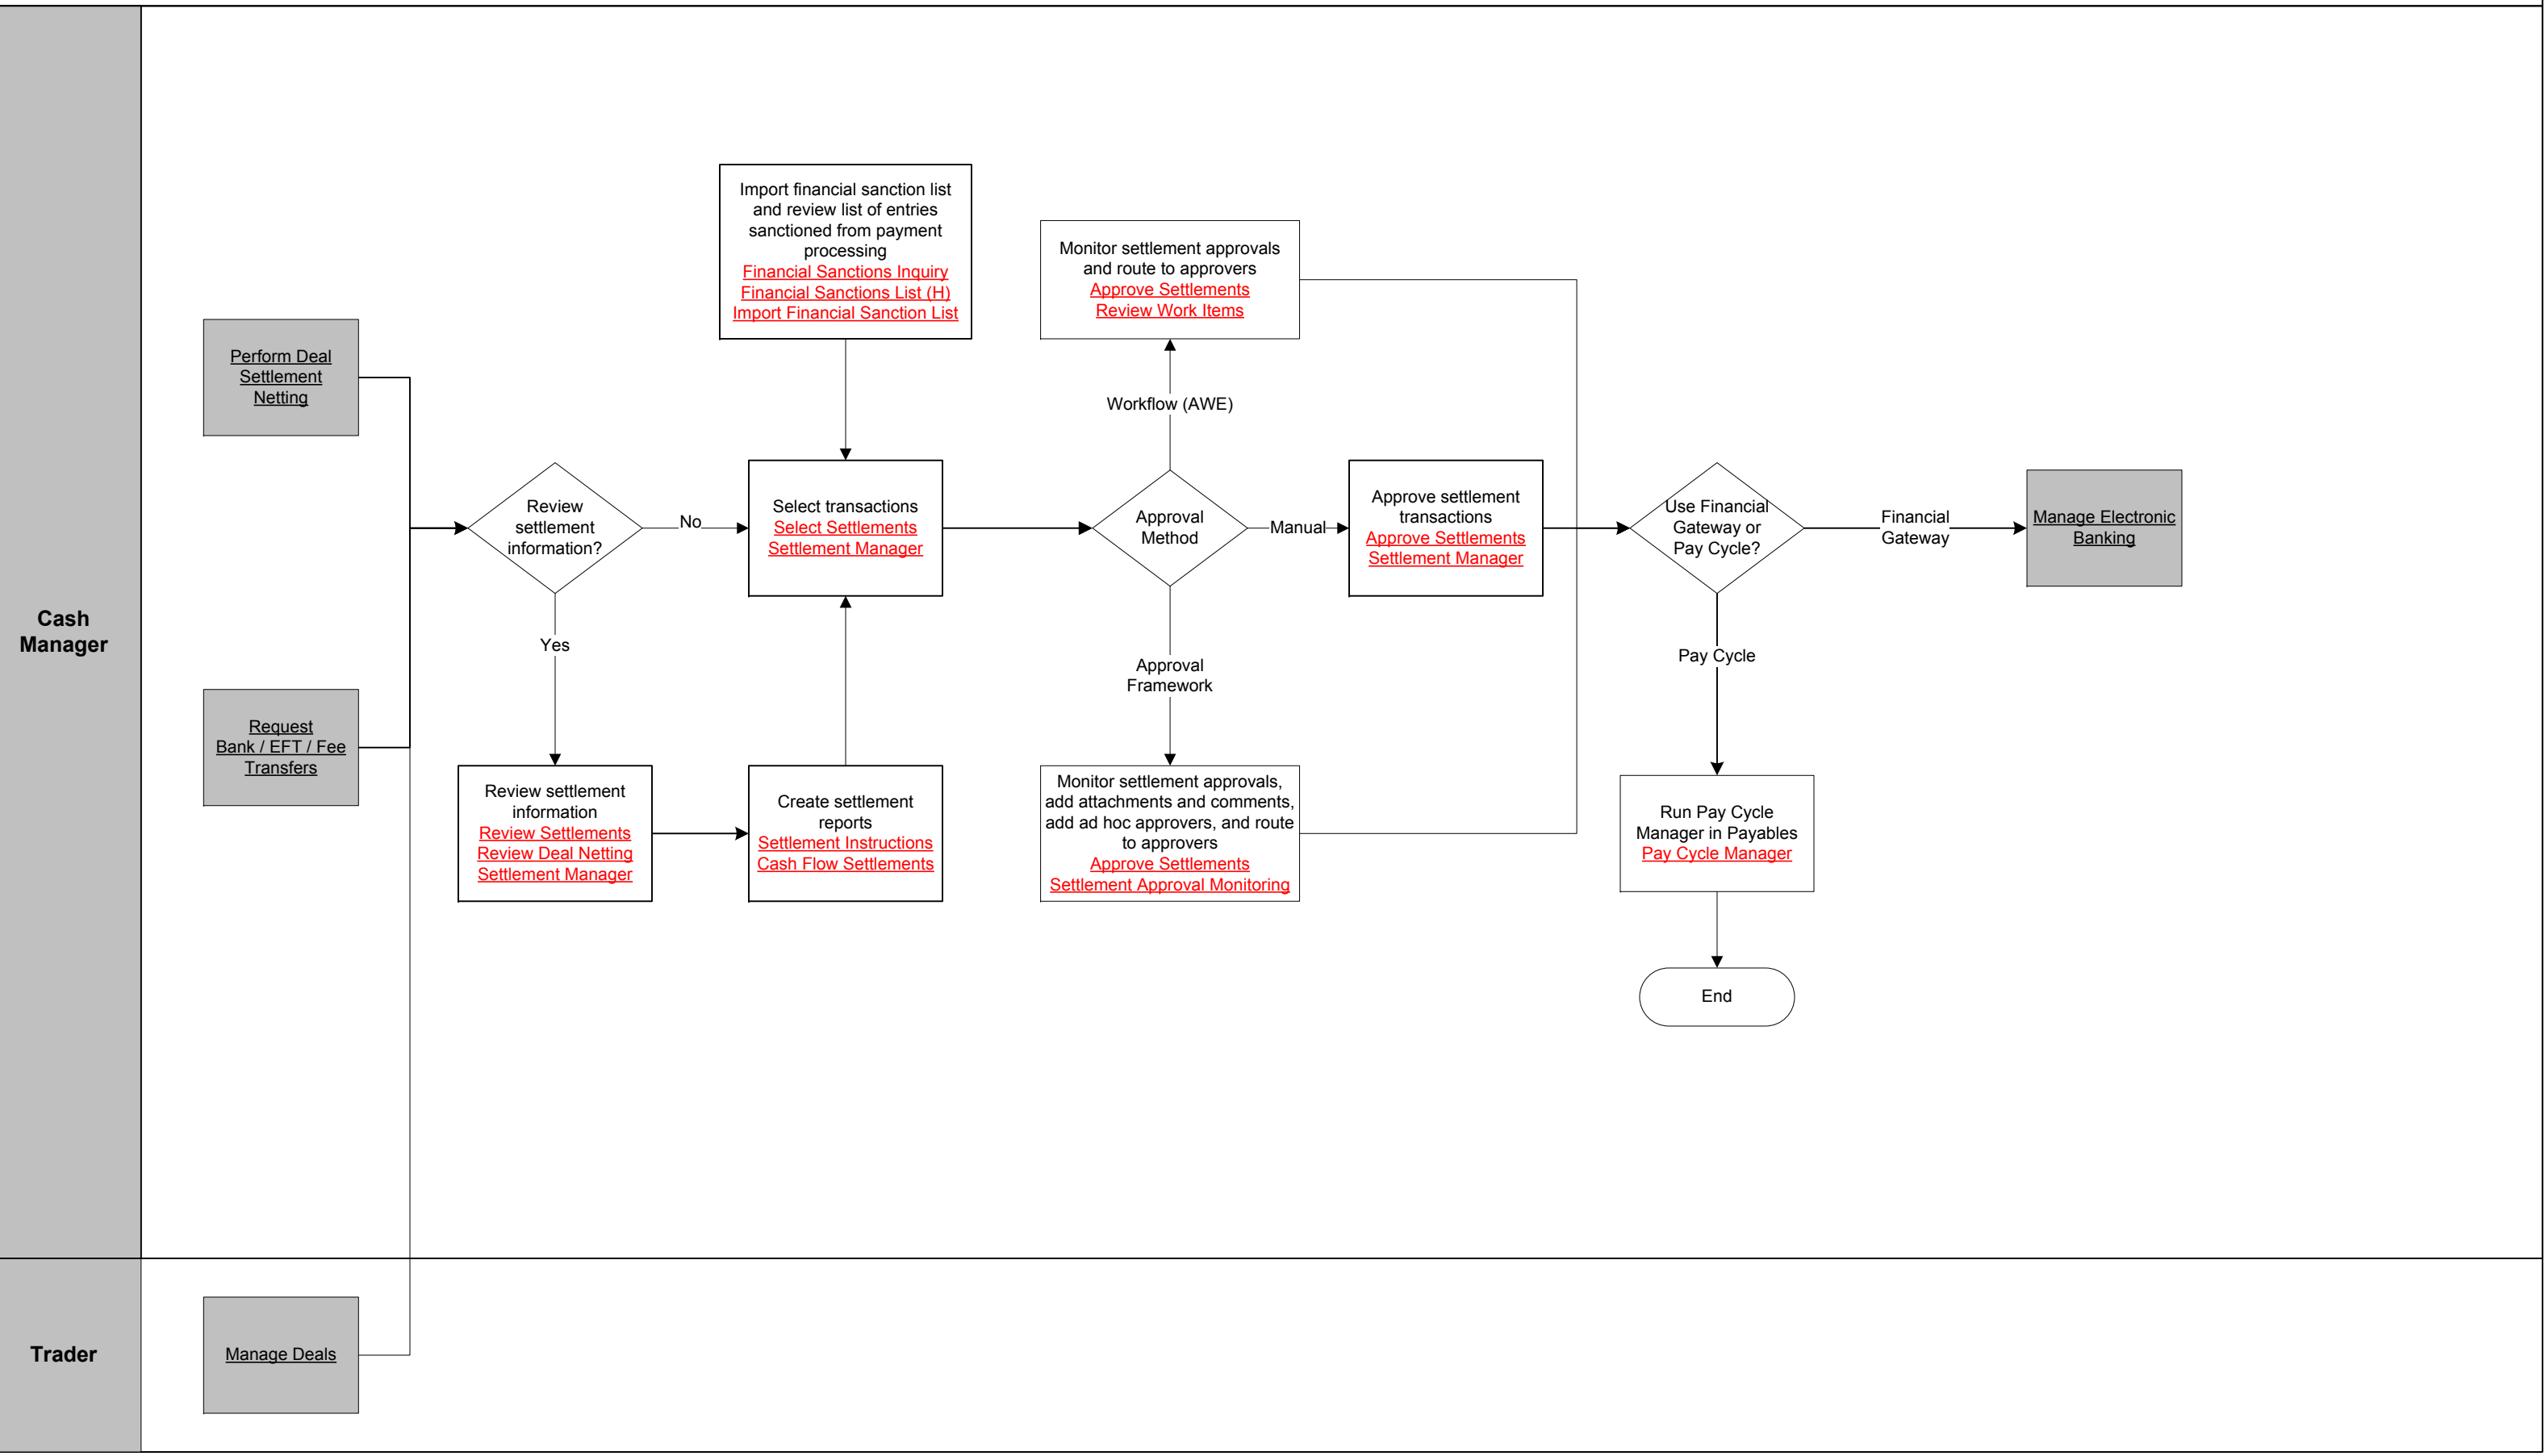 Cash
Manager
Perform Deal
Settlement
Netting
Request
Bank / EFT / Fee
Transfers
Review
settlement
information?
No
Yes
Review settlement
information
Review Settlements
Review Deal Netting
Settlement Manager
Import financial sanction list
and review list of entries
sanctioned from payment
processing
Financial Sanctions Inquiry
Financial Sanctions List (H)
Import Financial Sanction List
Select transactions
Select Settlements
Settlement Manager
Create settlement
reports
Settlement Instructions
Cash Flow Settlements
Monitor settlement approvals
and route to approvers
Approve Settlements
Review Work Items
Workflow (AWE)
Approval
Method
Manual
Approval
Framework
Monitor settlement approvals,
add attachments and comments,
add ad hoc approvers, and route
to approvers
Approve Settlements
Settlement Approval Monitoring
Approve settlement
transactions
Approve Settlements
Settlement Manager
Use Financial
Gateway or
Pay Cycle?
Financial
Gateway
Manage Electronic
Banking
Pay Cycle
Run Pay Cycle
Manager in Payables
Pay Cycle Manager
End
Trader
Manage Deals